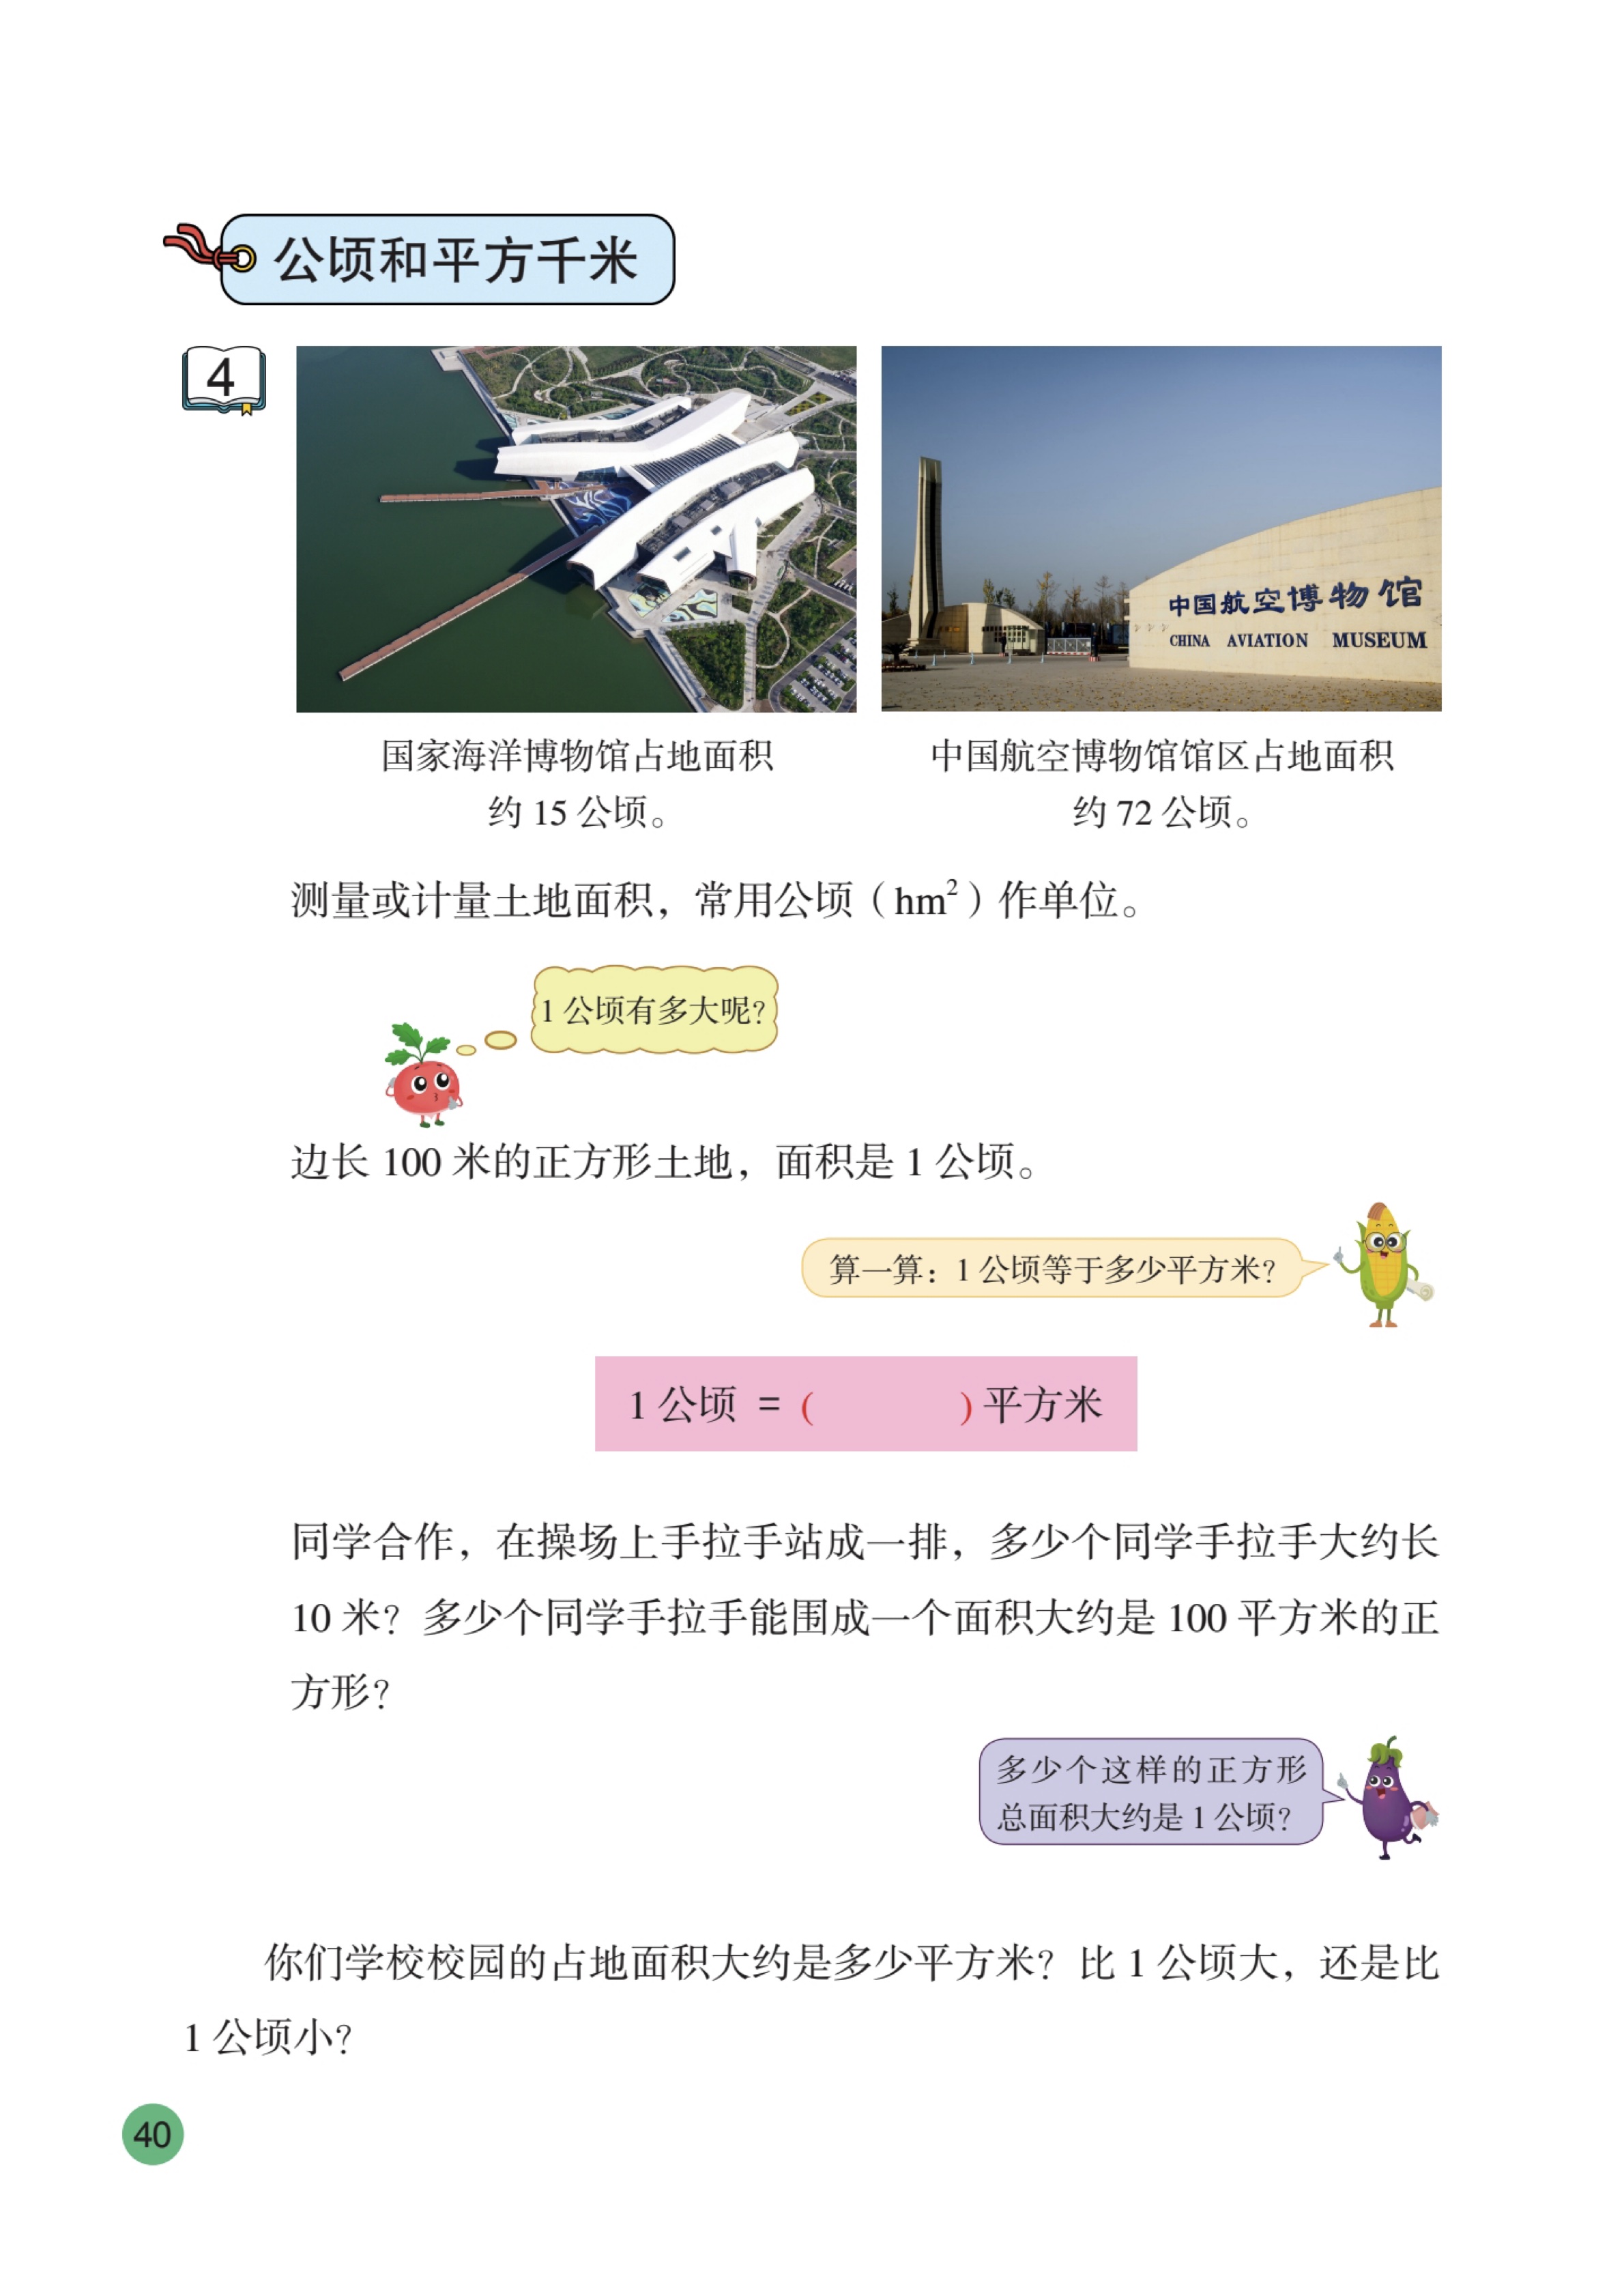 公顷和平方千米
4
中国航空博物馆
CHINA AVIATION MUSEUM
国家海洋博物馆占地面积
约 15 公顷。
中国航空博物馆馆区占地面积
约 72 公顷。
测量或计量土地面积，常用公顷（hm²）作单位。
1 公顷有多大呢？
边长 100 米的正方形土地，面积是 1 公顷。
算一算：1 公顷等于多少平方米？
1 公顷 = (　　　) 平方米
同学合作，在操场上手拉手站成一排，多少个同学手拉手大约长
10 米？多少个同学手拉手能围成一个面积大约是 100 平方米的正
方形？
多少个这样的正方形
总面积大约是 1 公顷？
你们学校校园的占地面积大约是多少平方米？比 1 公顷大，还是比
1 公顷小？
40